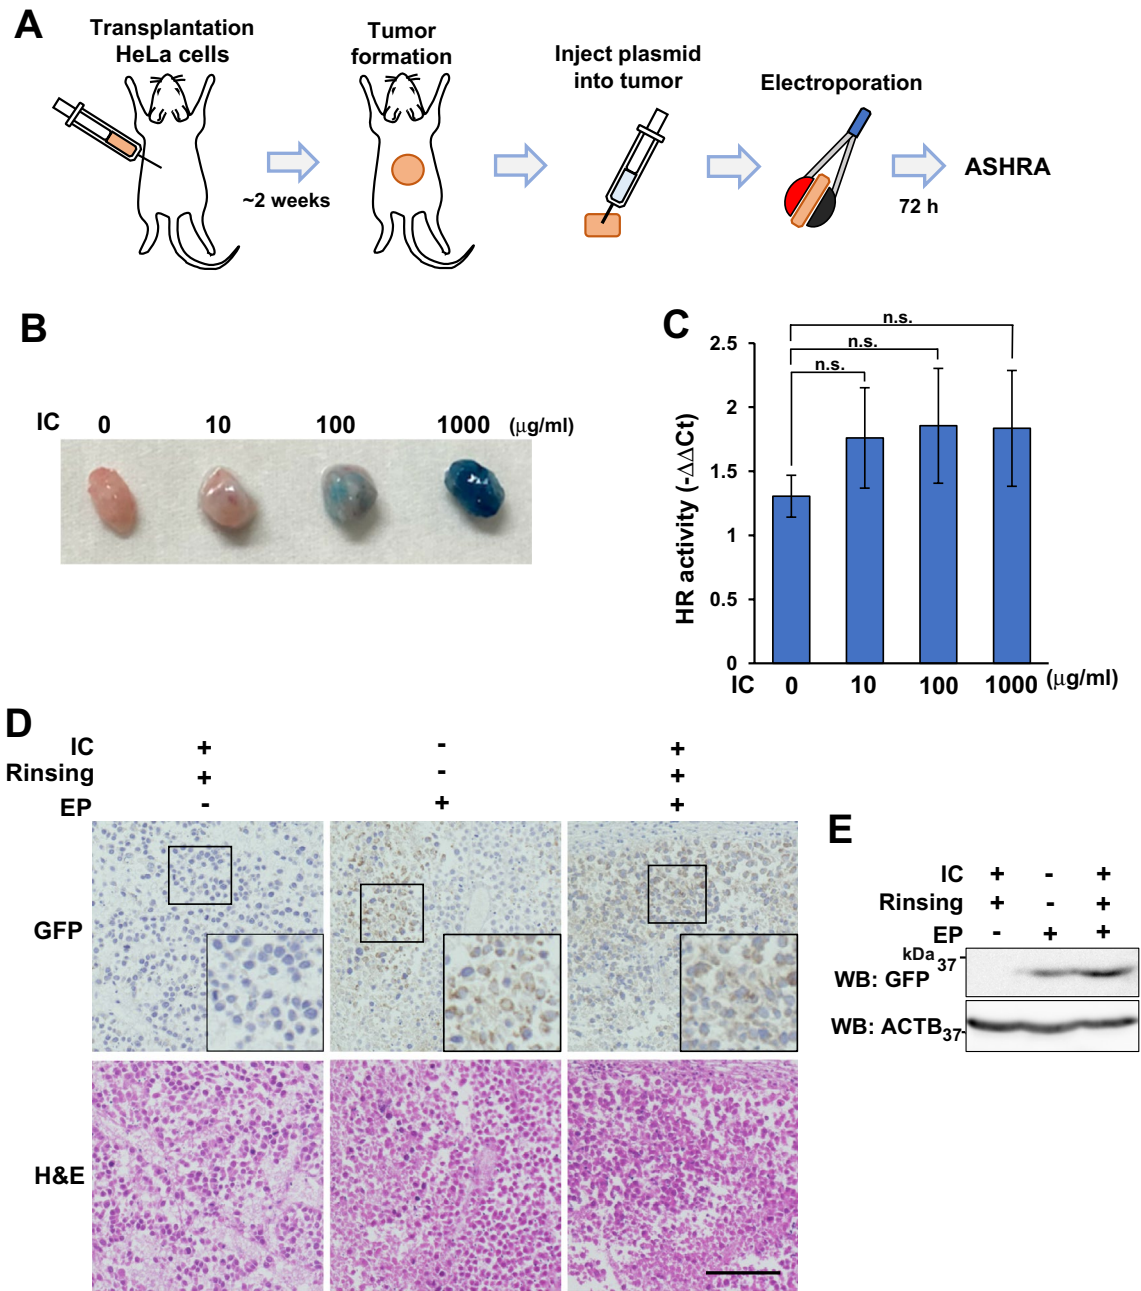 A
Transplantation
HeLa cells
Tumor
formation
Inject plasmid
into tumor
Electroporation
~2 weeks
72 h
ASHRA
B
IC 0 10 100 1000 (μg/ml)
C
n.s.
n.s.
n.s.
HR activity (-ΔΔCt)
2.5
2
1.5
1
0.5
0
IC 0 10 100 1000 (μg/ml)
D
IC + - +
Rinsing + - +
EP - + +
GFP
H&E
E
IC + - +
Rinsing + - +
EP - + +
kDa 37
WB: GFP
WB: ACTB 37